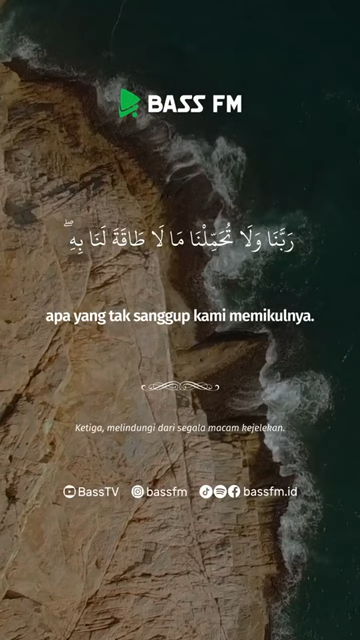 BASS FM
رَبَّنَا وَلَا تُحَمِّلْنَا مَا لَا طَاقَةَ لَنَا بِهِۖ
apa yang tak sanggup kami memikulnya.
Ketiga, melindungi dari segala macam kejelekan.
BassTV bassfm bassfm.id